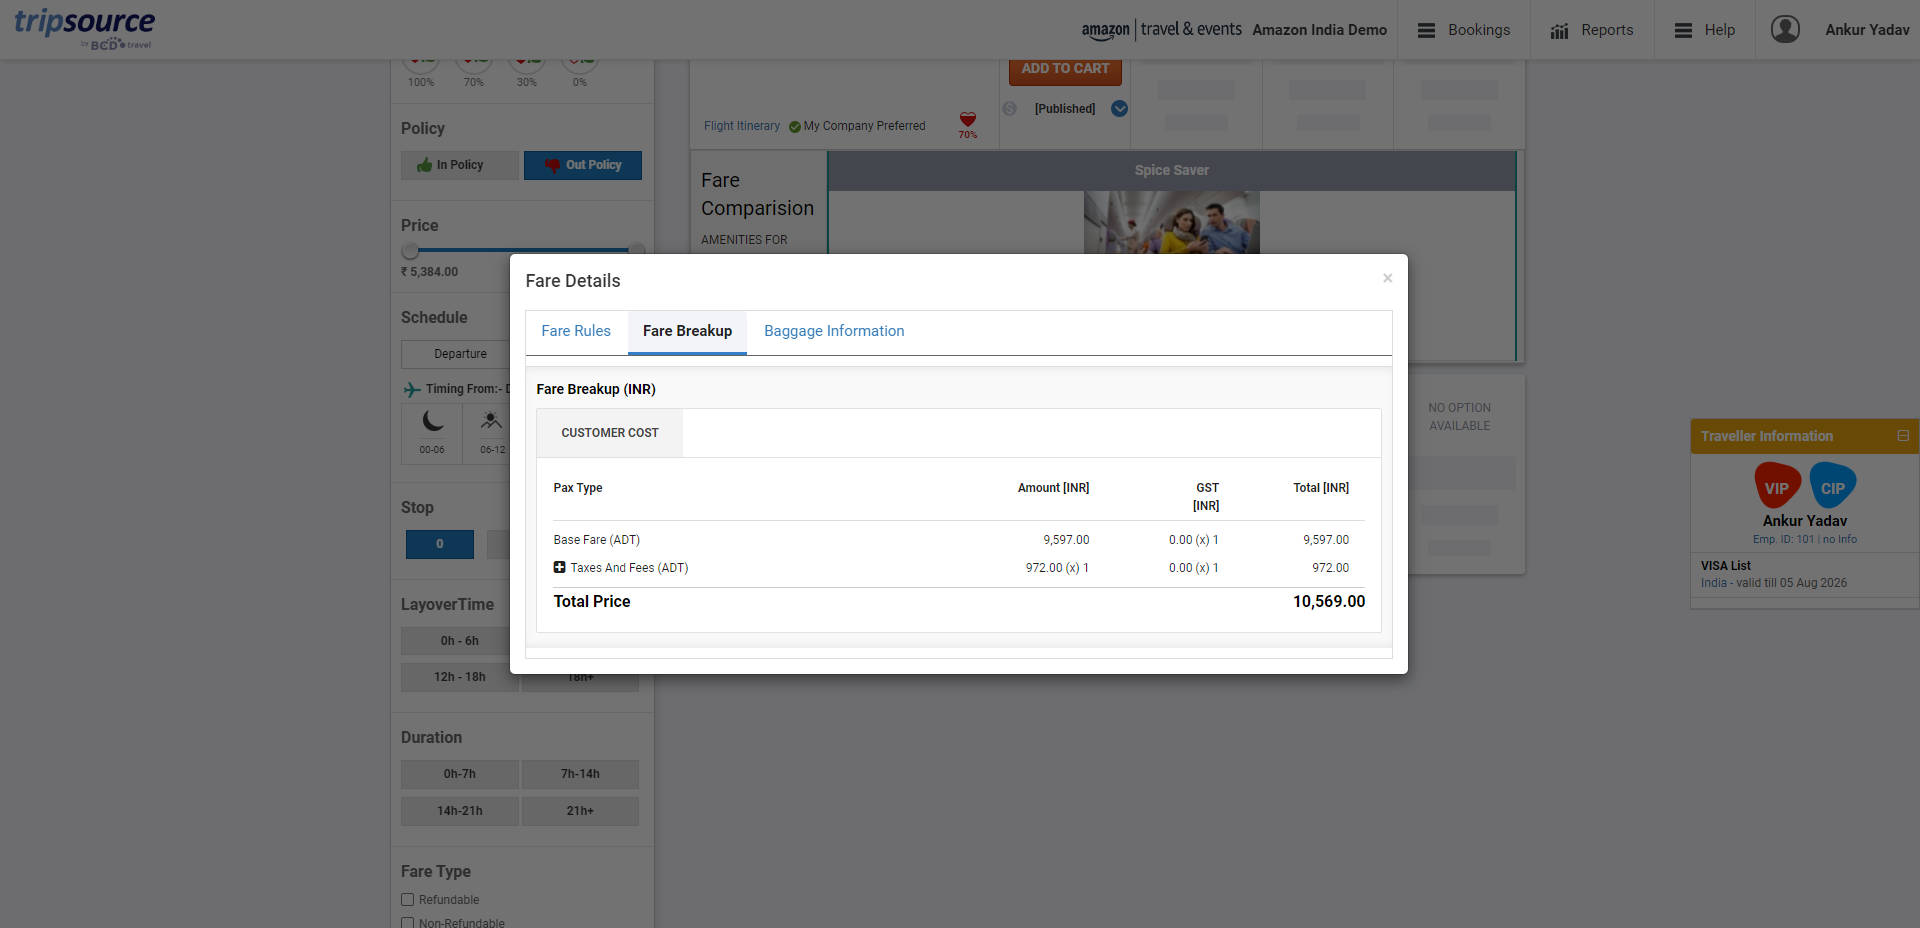 tripsource
by BCD travel
amazon travel & events
Amazon India Demo
Bookings
Reports
Help
Ankur Yadav
100% 70% 30% 0%
Policy
In Policy
Out Policy
Price
₹ 5,384.00
Schedule
Departure
Timing From:-
00-06
06-12
Stop
0
LayoverTime
0h - 6h
12h - 18h
18h+
Duration
0h-7h
7h-14h
14h-21h
21h+
Fare Type
Refundable
Non-Refundable
ADD TO CART
[Published]
Flight Itinerary
My Company Preferred
70%
Fare
Comparision
AMENITIES FOR
Spice Saver
Fare Details
×
Fare Rules
Fare Breakup
Baggage Information
Fare Breakup (INR)
CUSTOMER COST
Pax Type Amount [INR] GST Total [INR]
[INR]
Base Fare (ADT) 9,597.00 0.00 (x) 1 9,597.00
Taxes And Fees (ADT) 972.00 (x) 1 0.00 (x) 1 972.00
Total Price 10,569.00
NO OPTION
AVAILABLE
Traveller Information
VIP
CIP
Ankur Yadav
Emp. ID: 101 | no Info
VISA List
India - valid till 05 Aug 2026